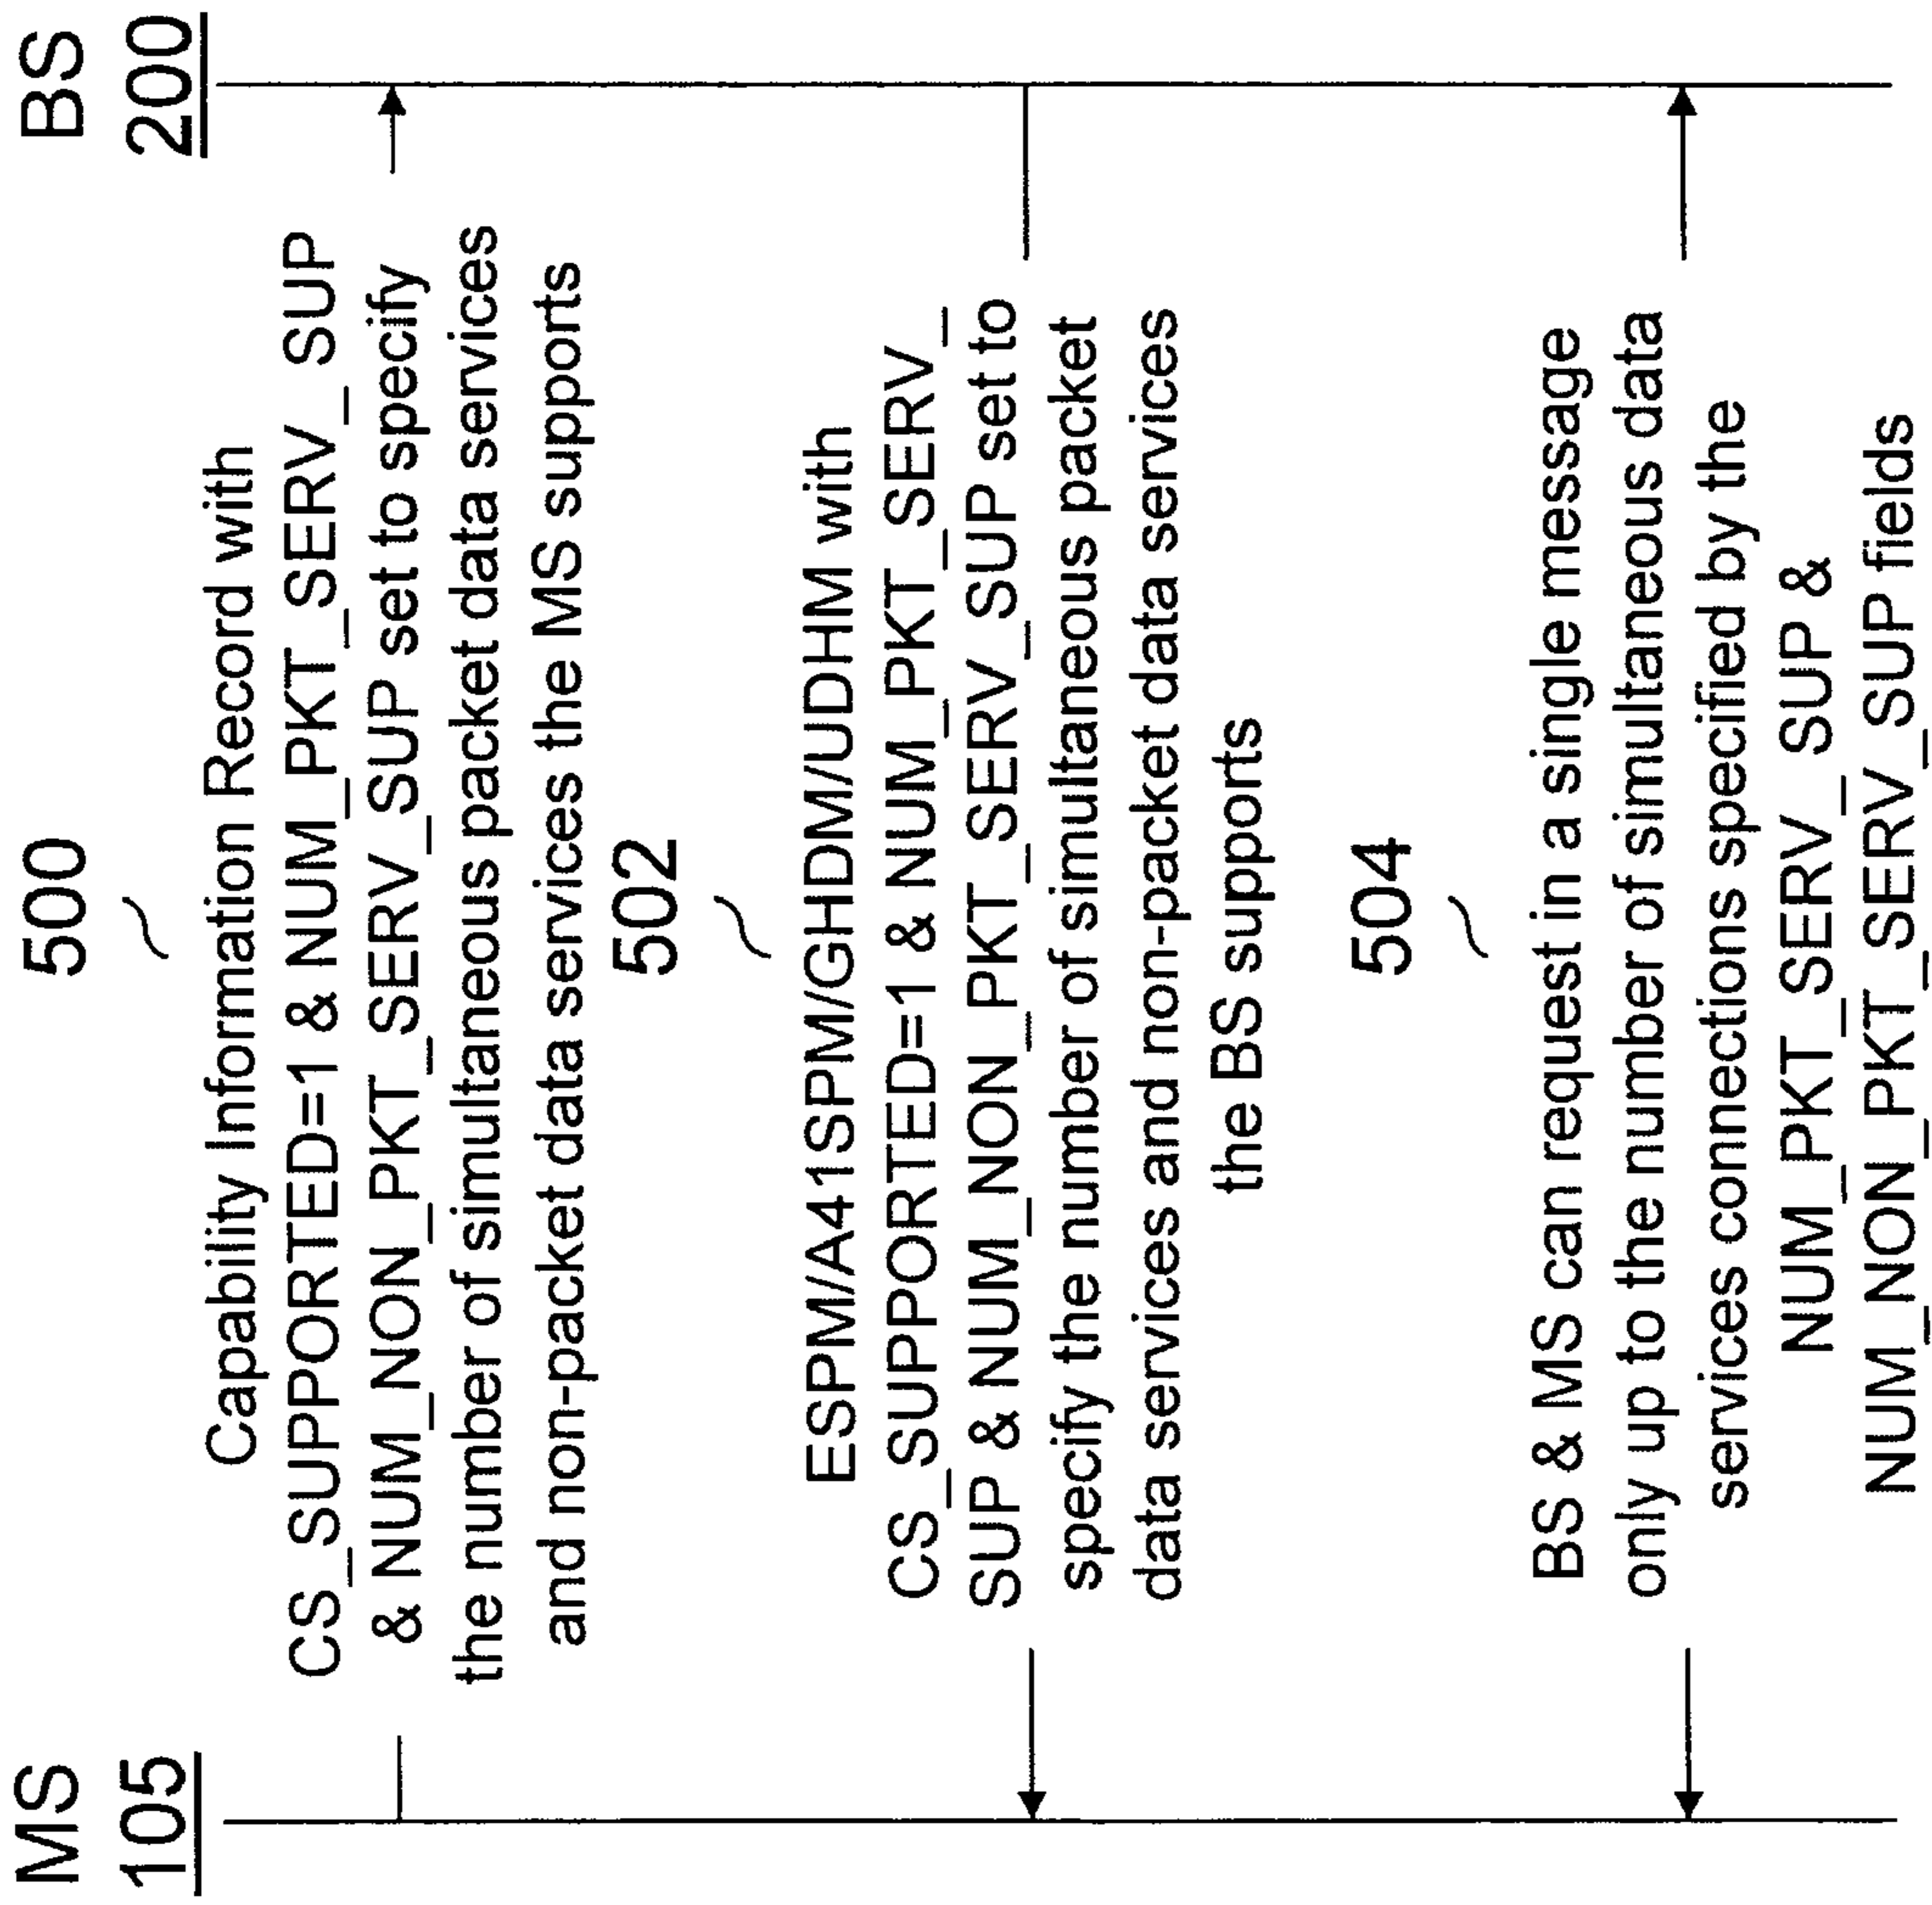 MS
105
BS
200
500
Capability Information Record with
CS_SUPPORTED=1 & NUM_PKT_SERV_SUP
& NUM_NON_PKT_SERV_SUP set to specify
the number of simultaneous packet data services
and non-packet data services the MS supports
502
ESPM/A41SPM/GHDM/UDHM with
CS_SUPPORTED=1 & NUM_PKT_SERV_
SUP & NUM_NON_PKT_SERV_SUP set to
specify the number of simultaneous packet
data services and non-packet data services
the BS supports
504
BS & MS can request in a single message
only up to the number of simultaneous data
services connections specified by the
NUM_PKT_SERV_SUP &
NUM_NON_PKT_SERV_SUP fields